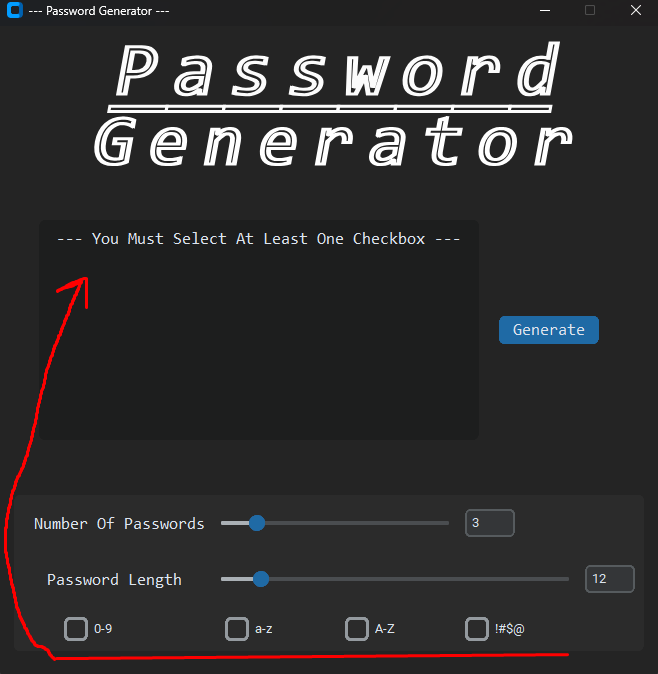 --- Password Generator ---
Password
Generator
--- You Must Select At Least One Checkbox ---
Generate
Number Of Passwords 3
Password Length 12
0-9 a-z A-Z !#$@